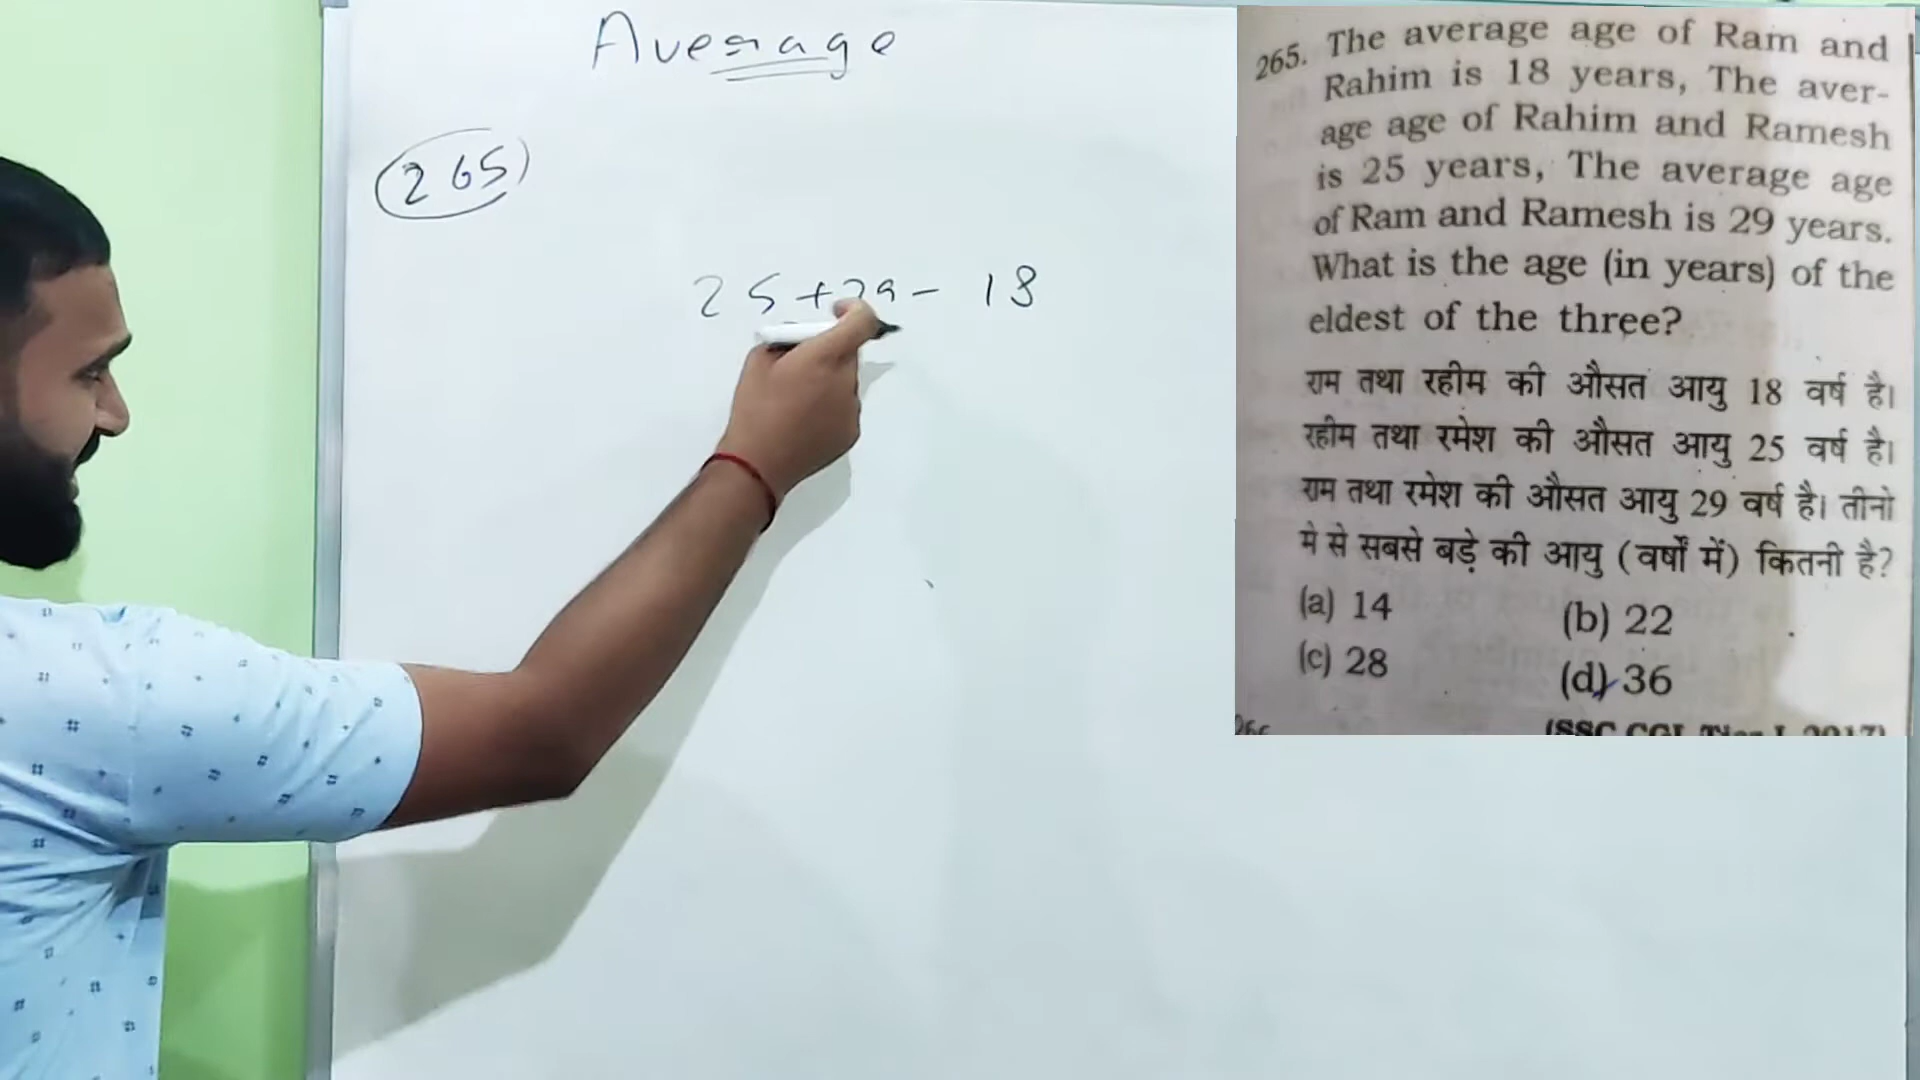 Average
265
25+29- 18
265. The average age of Ram and
Rahim is 18 years, The aver-
age age of Rahim and Ramesh
is 25 years, The average age
of Ram and Ramesh is 29 years.
What is the age (in years) of the
eldest of the three?
राम तथा रहीम की औसत आयु 18 वर्ष है।
रहीम तथा रमेश की औसत आयु 25 वर्ष है।
राम तथा रमेश की औसत आयु 29 वर्ष है। तीनो
मे से सबसे बड़े की आयु (वर्षों में) कितनी है?
(a) 14 (b) 22
(c) 28 (d) 36
(SSC CGL Tier I 2017)